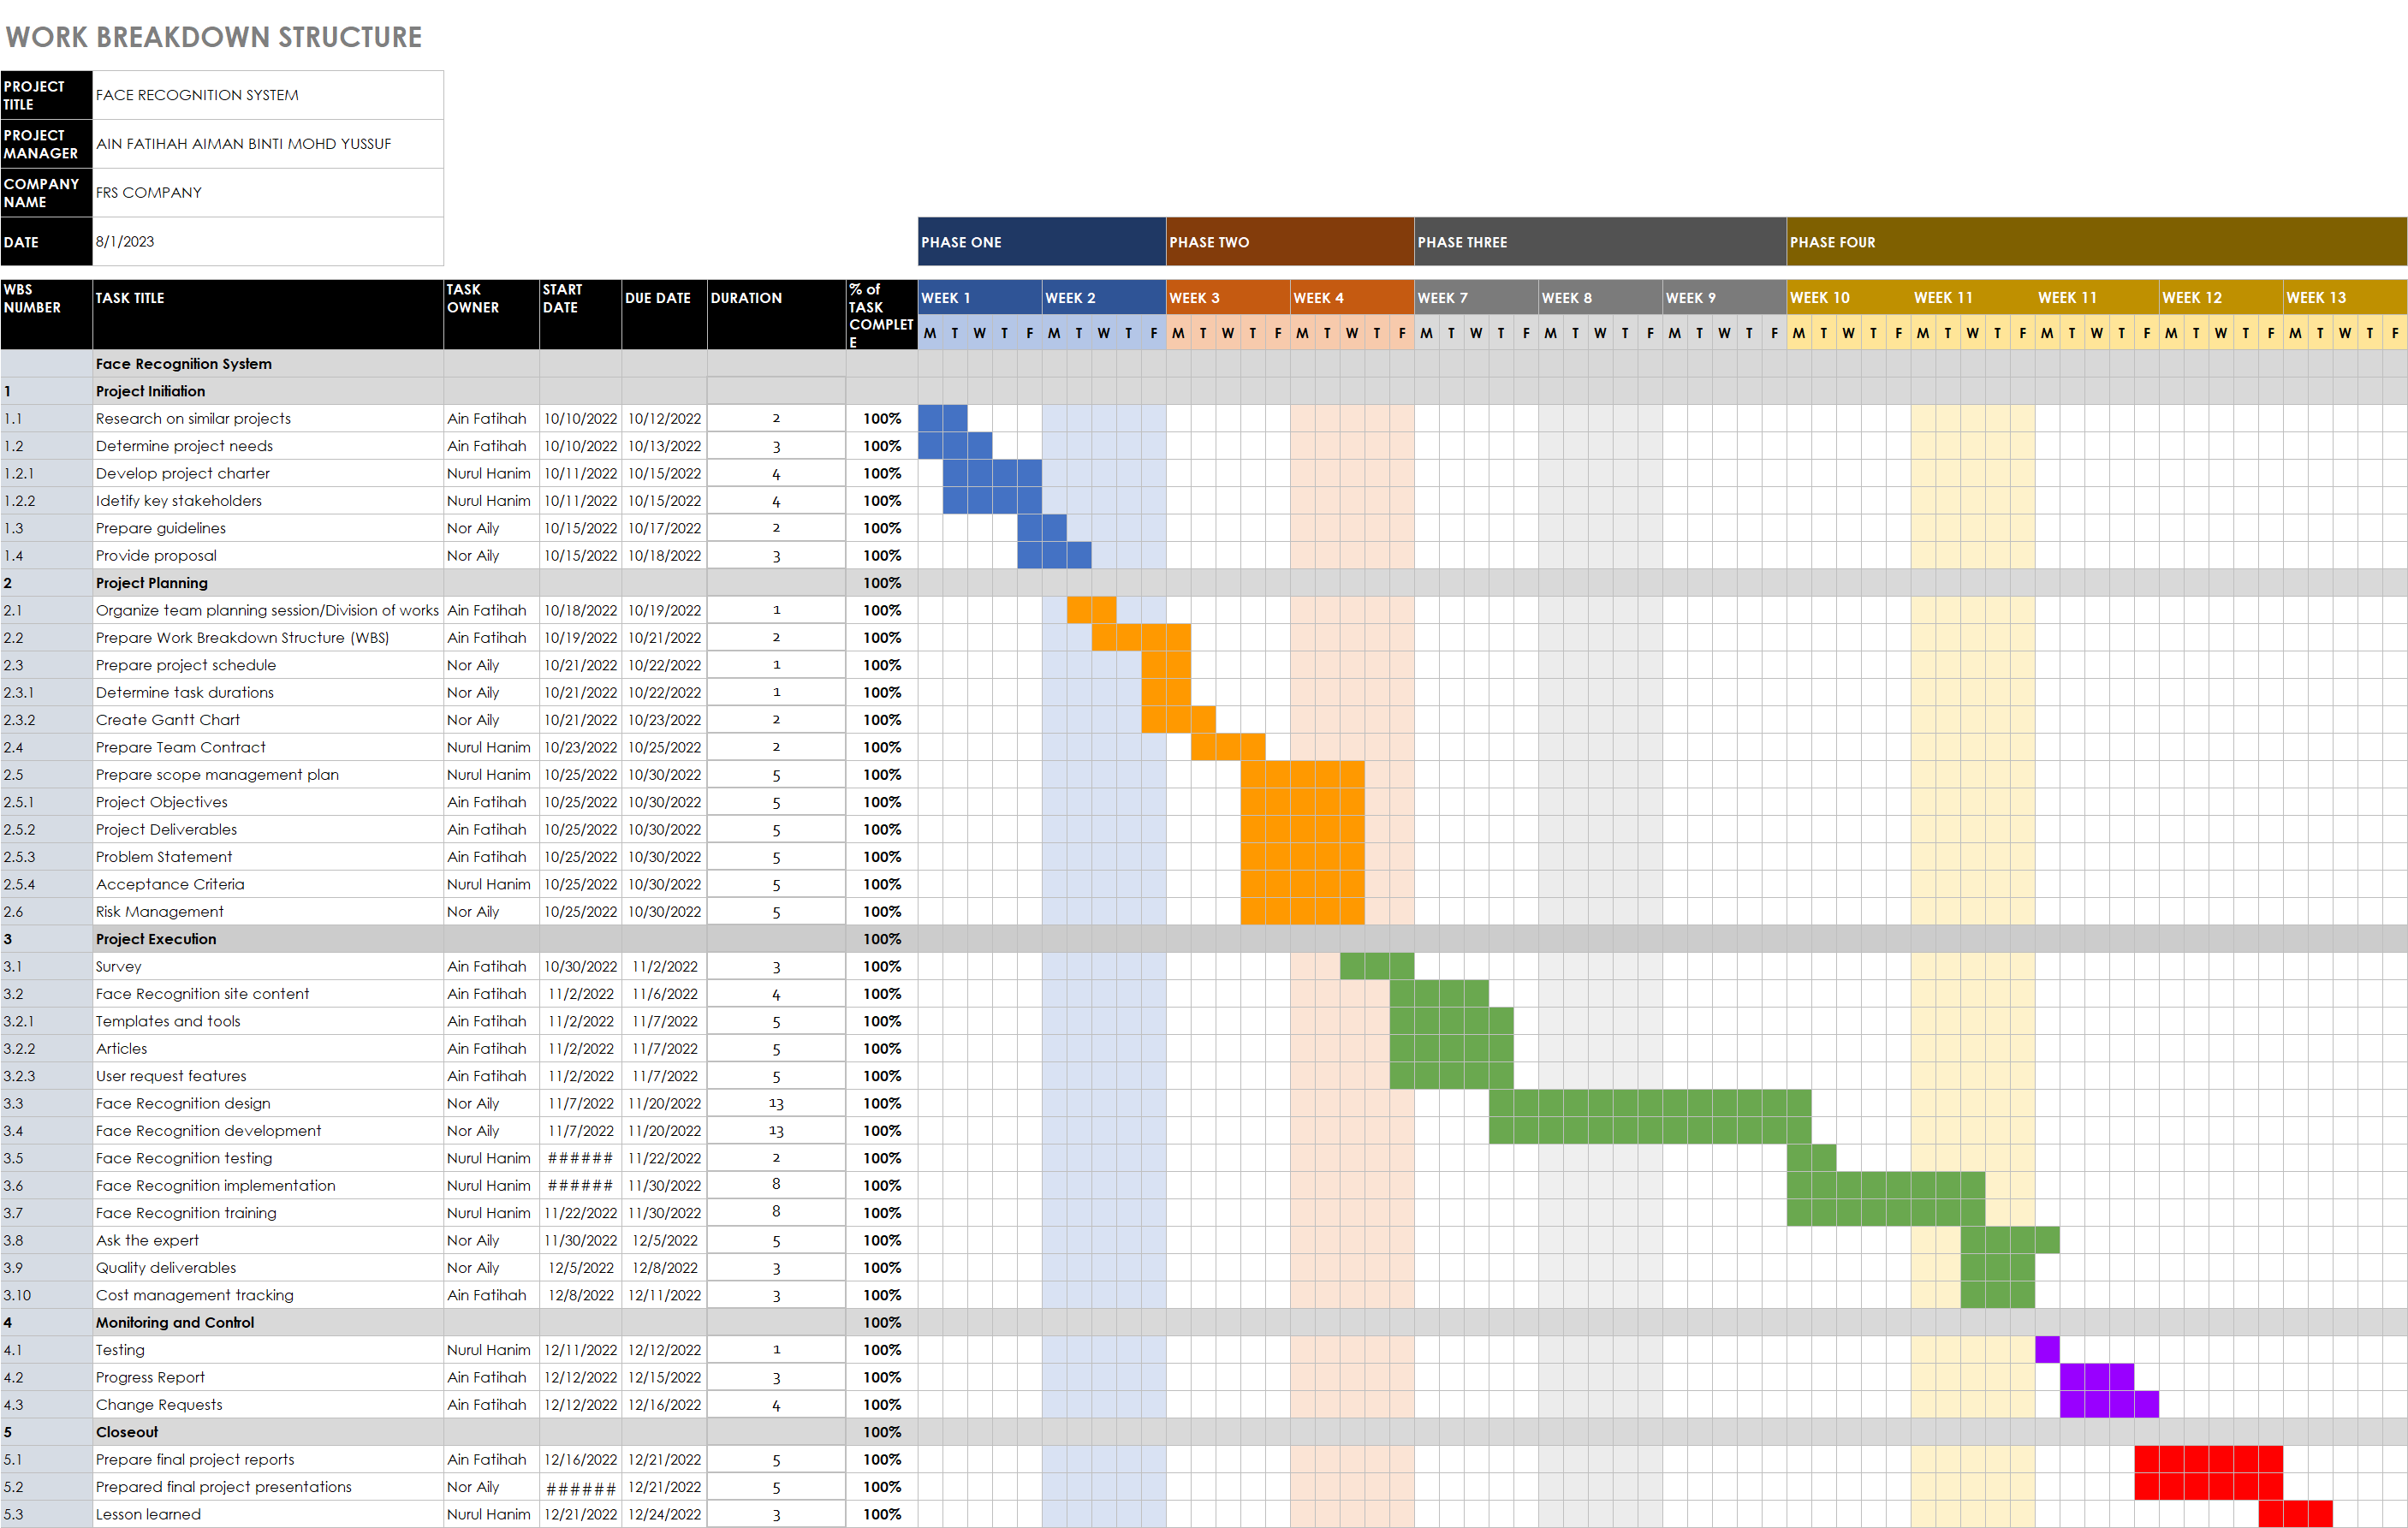 WORK BREAKDOWN STRUCTURE
PROJECT TITLE FACE RECOGNITION SYSTEM
PROJECT MANAGER AIN FATIHAH AIMAN BINTI MOHD YUSSUF
COMPANY NAME FRS COMPANY
DATE 8/1/2023
PHASE ONE PHASE TWO PHASE THREE PHASE FOUR
WBS NUMBER TASK TITLE TASK OWNER START DATE DUE DATE DURATION % of TASK COMPLETE WEEK 1 WEEK 2 WEEK 3 WEEK 4 WEEK 7 WEEK 8 WEEK 9 WEEK 10 WEEK 11 WEEK 11 WEEK 12 WEEK 13
M T W T F M T W T F M T W T F M T W T F M T W T F M T W T F M T W T F M T W T F M T W T F M T W T F M T W T F M T W T F
Face Recognition System
1 Project Initiation
1.1 Research on similar projects Ain Fatihah 10/10/2022 10/12/2022 2 100%
1.2 Determine project needs Ain Fatihah 10/10/2022 10/13/2022 3 100%
1.2.1 Develop project charter Nurul Hanim 10/11/2022 10/15/2022 4 100%
1.2.2 Idetify key stakeholders Nurul Hanim 10/11/2022 10/15/2022 4 100%
1.3 Prepare guidelines Nor Aily 10/15/2022 10/17/2022 2 100%
1.4 Provide proposal Nor Aily 10/15/2022 10/18/2022 3 100%
2 Project Planning 100%
2.1 Organize team planning session/Division of works Ain Fatihah 10/18/2022 10/19/2022 1 100%
2.2 Prepare Work Breakdown Structure (WBS) Ain Fatihah 10/19/2022 10/21/2022 2 100%
2.3 Prepare project schedule Nor Aily 10/21/2022 10/22/2022 1 100%
2.3.1 Determine task durations Nor Aily 10/21/2022 10/22/2022 1 100%
2.3.2 Create Gantt Chart Nor Aily 10/21/2022 10/23/2022 2 100%
2.4 Prepare Team Contract Nurul Hanim 10/23/2022 10/25/2022 2 100%
2.5 Prepare scope management plan Nurul Hanim 10/25/2022 10/30/2022 5 100%
2.5.1 Project Objectives Ain Fatihah 10/25/2022 10/30/2022 5 100%
2.5.2 Project Deliverables Ain Fatihah 10/25/2022 10/30/2022 5 100%
2.5.3 Problem Statement Ain Fatihah 10/25/2022 10/30/2022 5 100%
2.5.4 Acceptance Criteria Nurul Hanim 10/25/2022 10/30/2022 5 100%
2.6 Risk Management Nor Aily 10/25/2022 10/30/2022 5 100%
3 Project Execution 100%
3.1 Survey Ain Fatihah 10/30/2022 11/2/2022 3 100%
3.2 Face Recognition site content Ain Fatihah 11/2/2022 11/6/2022 4 100%
3.2.1 Templates and tools Ain Fatihah 11/2/2022 11/7/2022 5 100%
3.2.2 Articles Ain Fatihah 11/2/2022 11/7/2022 5 100%
3.2.3 User request features Ain Fatihah 11/2/2022 11/7/2022 5 100%
3.3 Face Recognition design Nor Aily 11/7/2022 11/20/2022 13 100%
3.4 Face Recognition development Nor Aily 11/7/2022 11/20/2022 13 100%
3.5 Face Recognition testing Nurul Hanim ###### 11/22/2022 2 100%
3.6 Face Recognition implementation Nurul Hanim ###### 11/30/2022 8 100%
3.7 Face Recognition training Nurul Hanim 11/22/2022 11/30/2022 8 100%
3.8 Ask the expert Nor Aily 11/30/2022 12/5/2022 5 100%
3.9 Quality deliverables Nor Aily 12/5/2022 12/8/2022 3 100%
3.10 Cost management tracking Ain Fatihah 12/8/2022 12/11/2022 3 100%
4 Monitoring and Control 100%
4.1 Testing Nurul Hanim 12/11/2022 12/12/2022 1 100%
4.2 Progress Report Ain Fatihah 12/12/2022 12/15/2022 3 100%
4.3 Change Requests Ain Fatihah 12/12/2022 12/16/2022 4 100%
5 Closeout 100%
5.1 Prepare final project reports Ain Fatihah 12/16/2022 12/21/2022 5 100%
5.2 Prepared final project presentations Nor Aily ###### 12/21/2022 5 100%
5.3 Lesson learned Nurul Hanim 12/21/2022 12/24/2022 3 100%